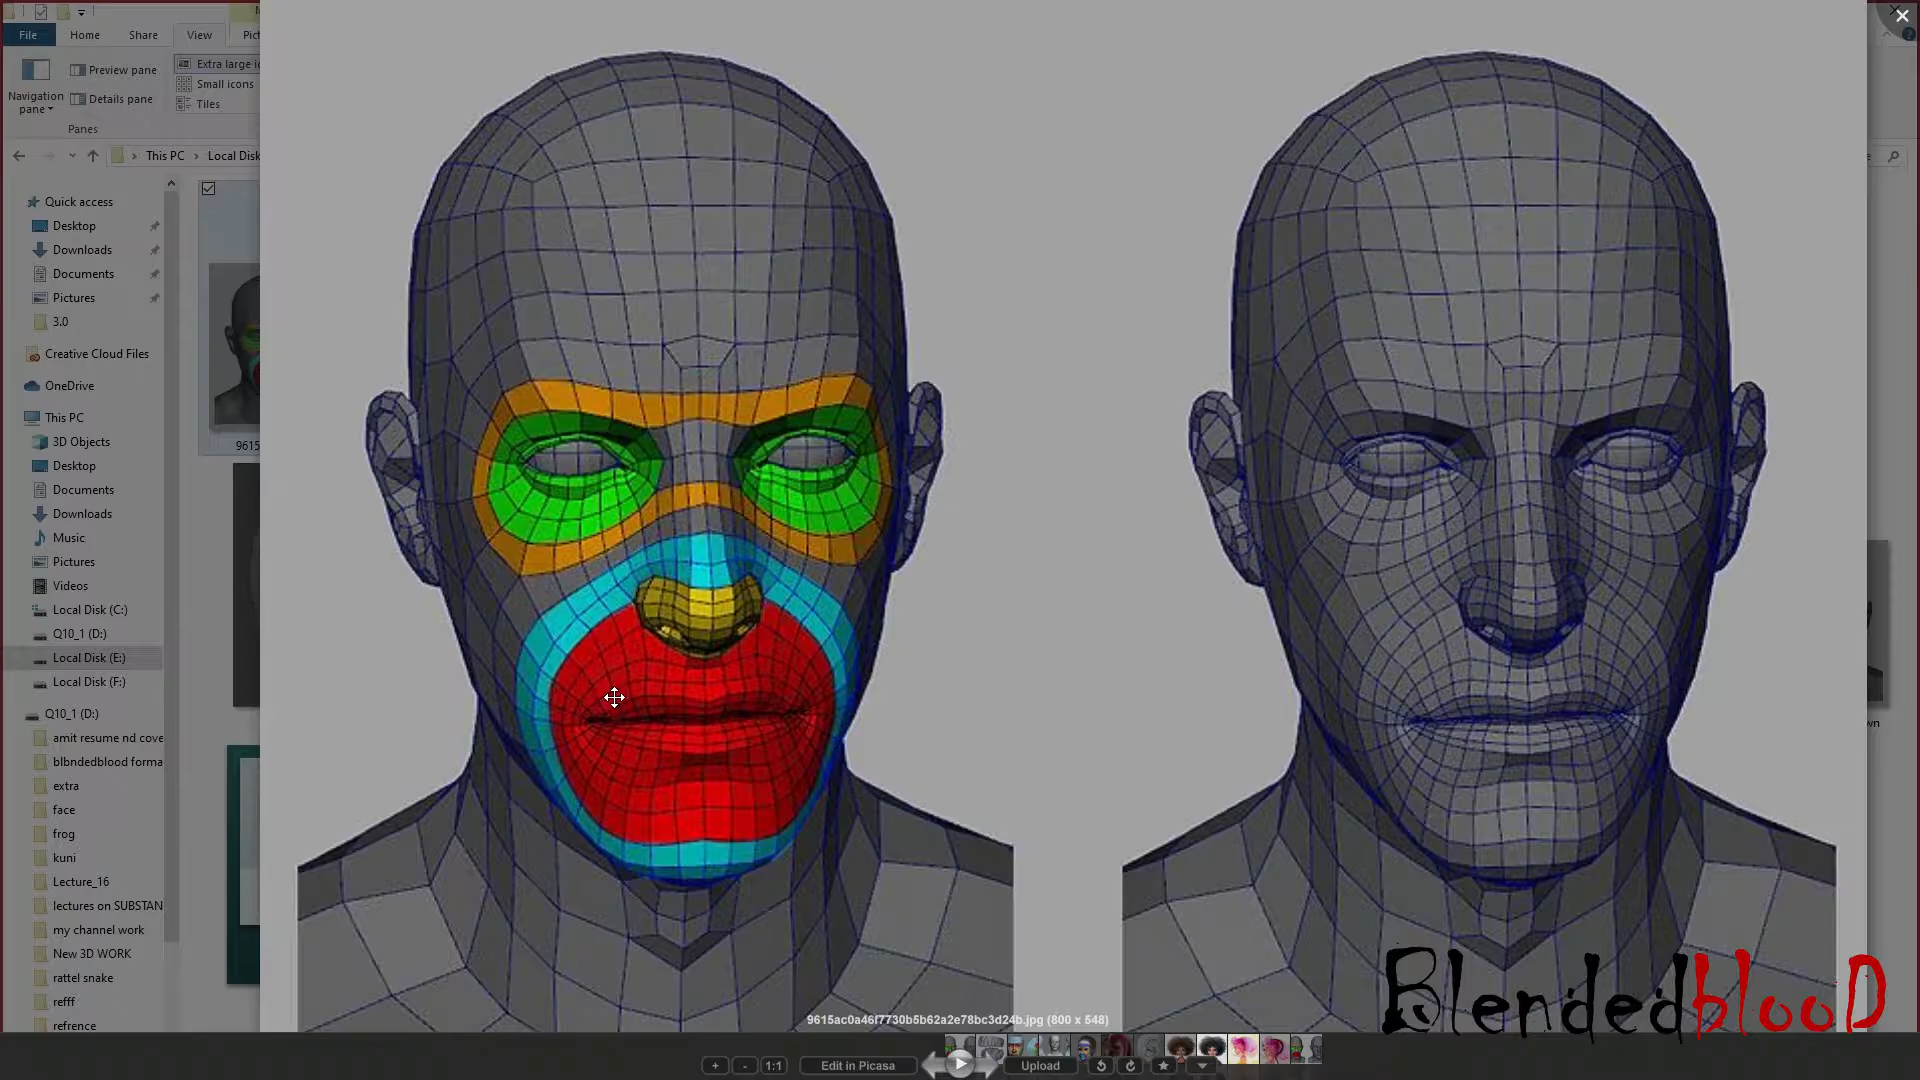 File
Home
Share
View
Pict
Navigation
pane
Preview pane
Details pane
Extra large ic
Small icons
Tiles
Panes
This PC
Local Disk
Quick access
Desktop
Downloads
Documents
Pictures
3.0
Creative Cloud Files
OneDrive
This PC
3D Objects
Desktop
Documents
Downloads
Music
Pictures
Videos
Local Disk (C:)
Q10_1 (D:)
Local Disk (E:)
Local Disk (F:)
Q10_1 (D:)
amit resume nd cove
blbndedblood forma
extra
face
frog
kuni
Lecture_16
lectures on SUBSTAN
my channel work
New 3D WORK
rattel snake
refff
refrence
9615
wn
BlendedblooD
9615ac0a46f7730b5b62a2e78bc3d24b.jpg (800 x 548)
+
-
1:1
Edit in Picasa
Upload